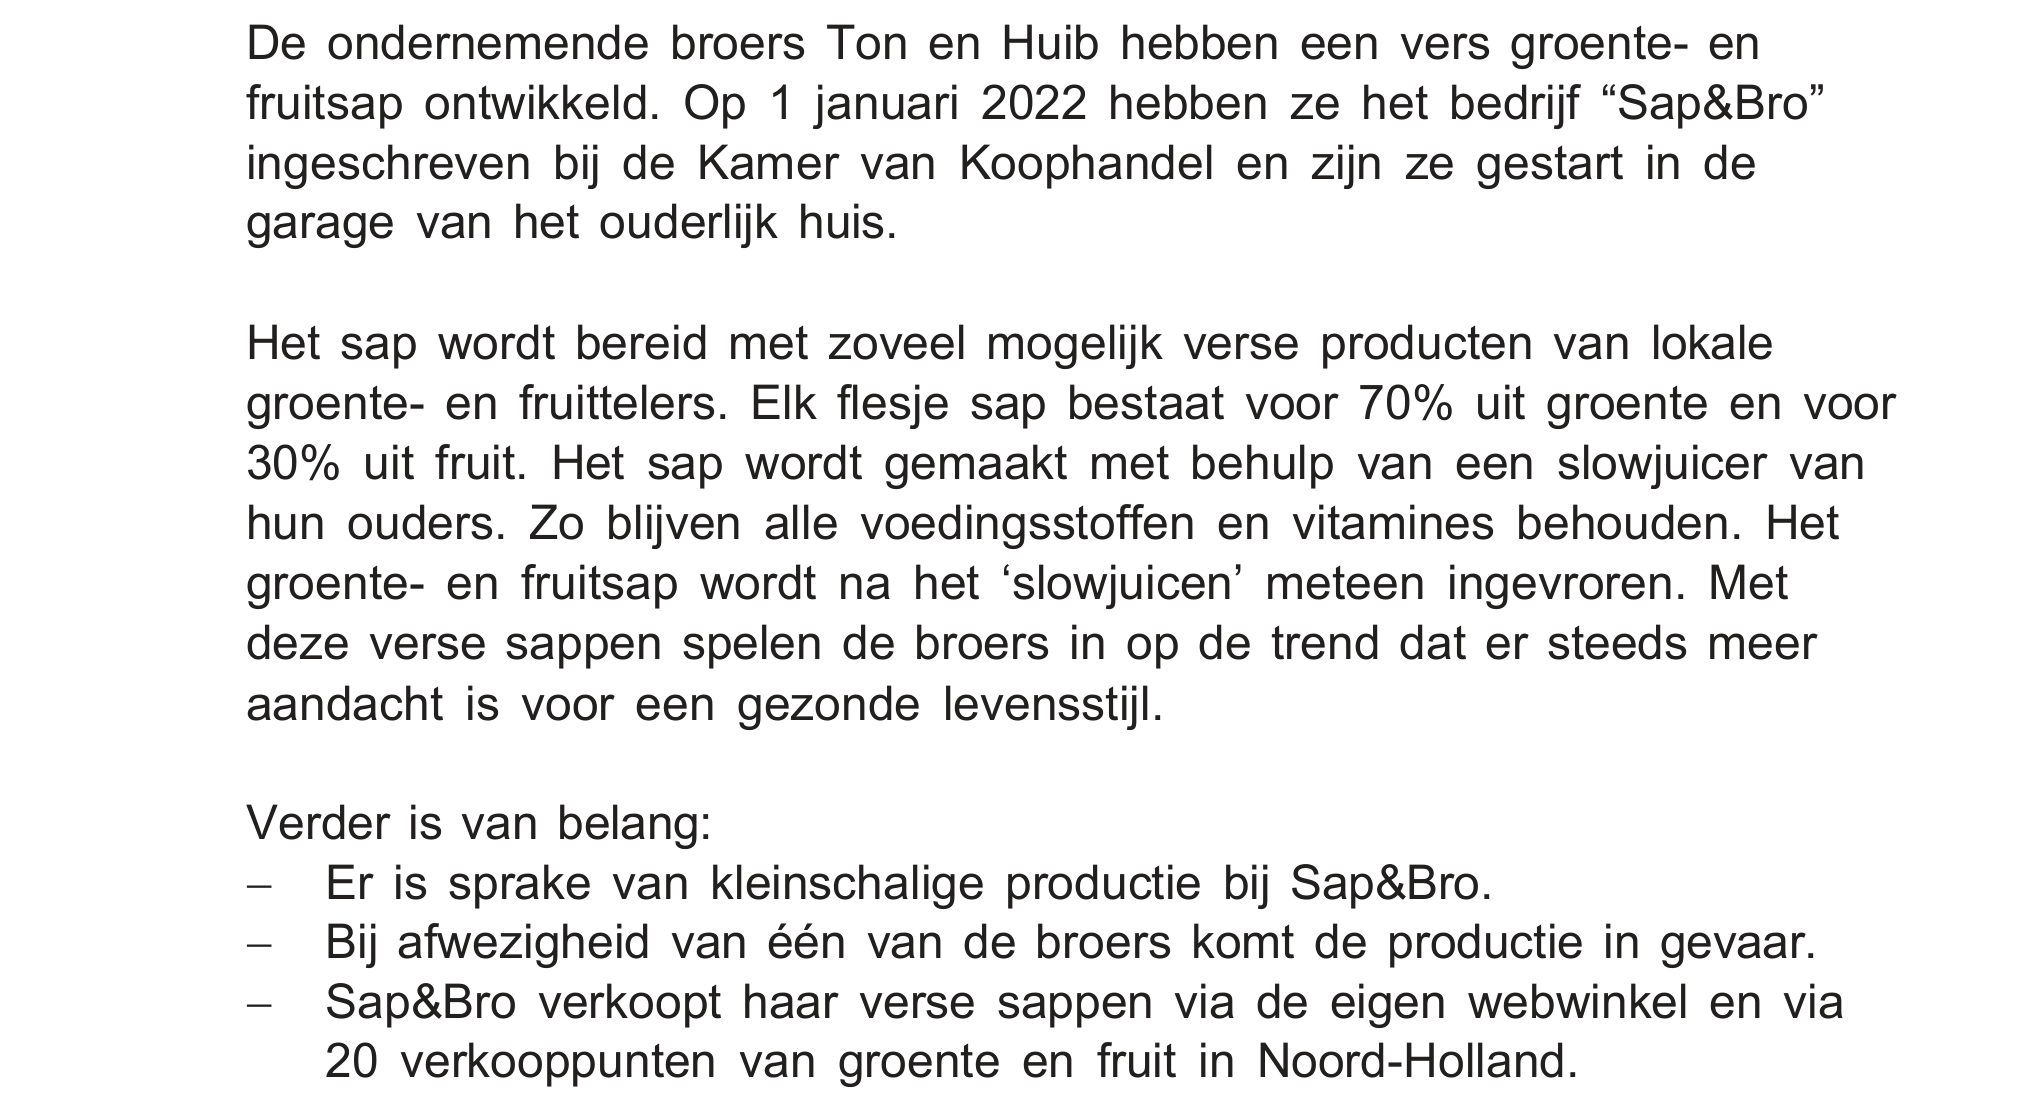 De ondernemende broers Ton en Huib hebben een vers groente- en
fruitsap ontwikkeld. Op 1 januari 2022 hebben ze het bedrijf “Sap&Bro”
ingeschreven bij de Kamer van Koophandel en zijn ze gestart in de
garage van het ouderlijk huis.

Het sap wordt bereid met zoveel mogelijk verse producten van lokale
groente- en fruittelers. Elk flesje sap bestaat voor 70% uit groente en voor
30% uit fruit. Het sap wordt gemaakt met behulp van een slowjuicer van
hun ouders. Zo blijven alle voedingsstoffen en vitamines behouden. Het
groente- en fruitsap wordt na het ‘slowjuicen’ meteen ingevroren. Met
deze verse sappen spelen de broers in op de trend dat er steeds meer
aandacht is voor een gezonde levensstijl.

Verder is van belang:
– Er is sprake van kleinschalige productie bij Sap&Bro.
– Bij afwezigheid van één van de broers komt de productie in gevaar.
– Sap&Bro verkoopt haar verse sappen via de eigen webwinkel en via
20 verkooppunten van groente en fruit in Noord-Holland.